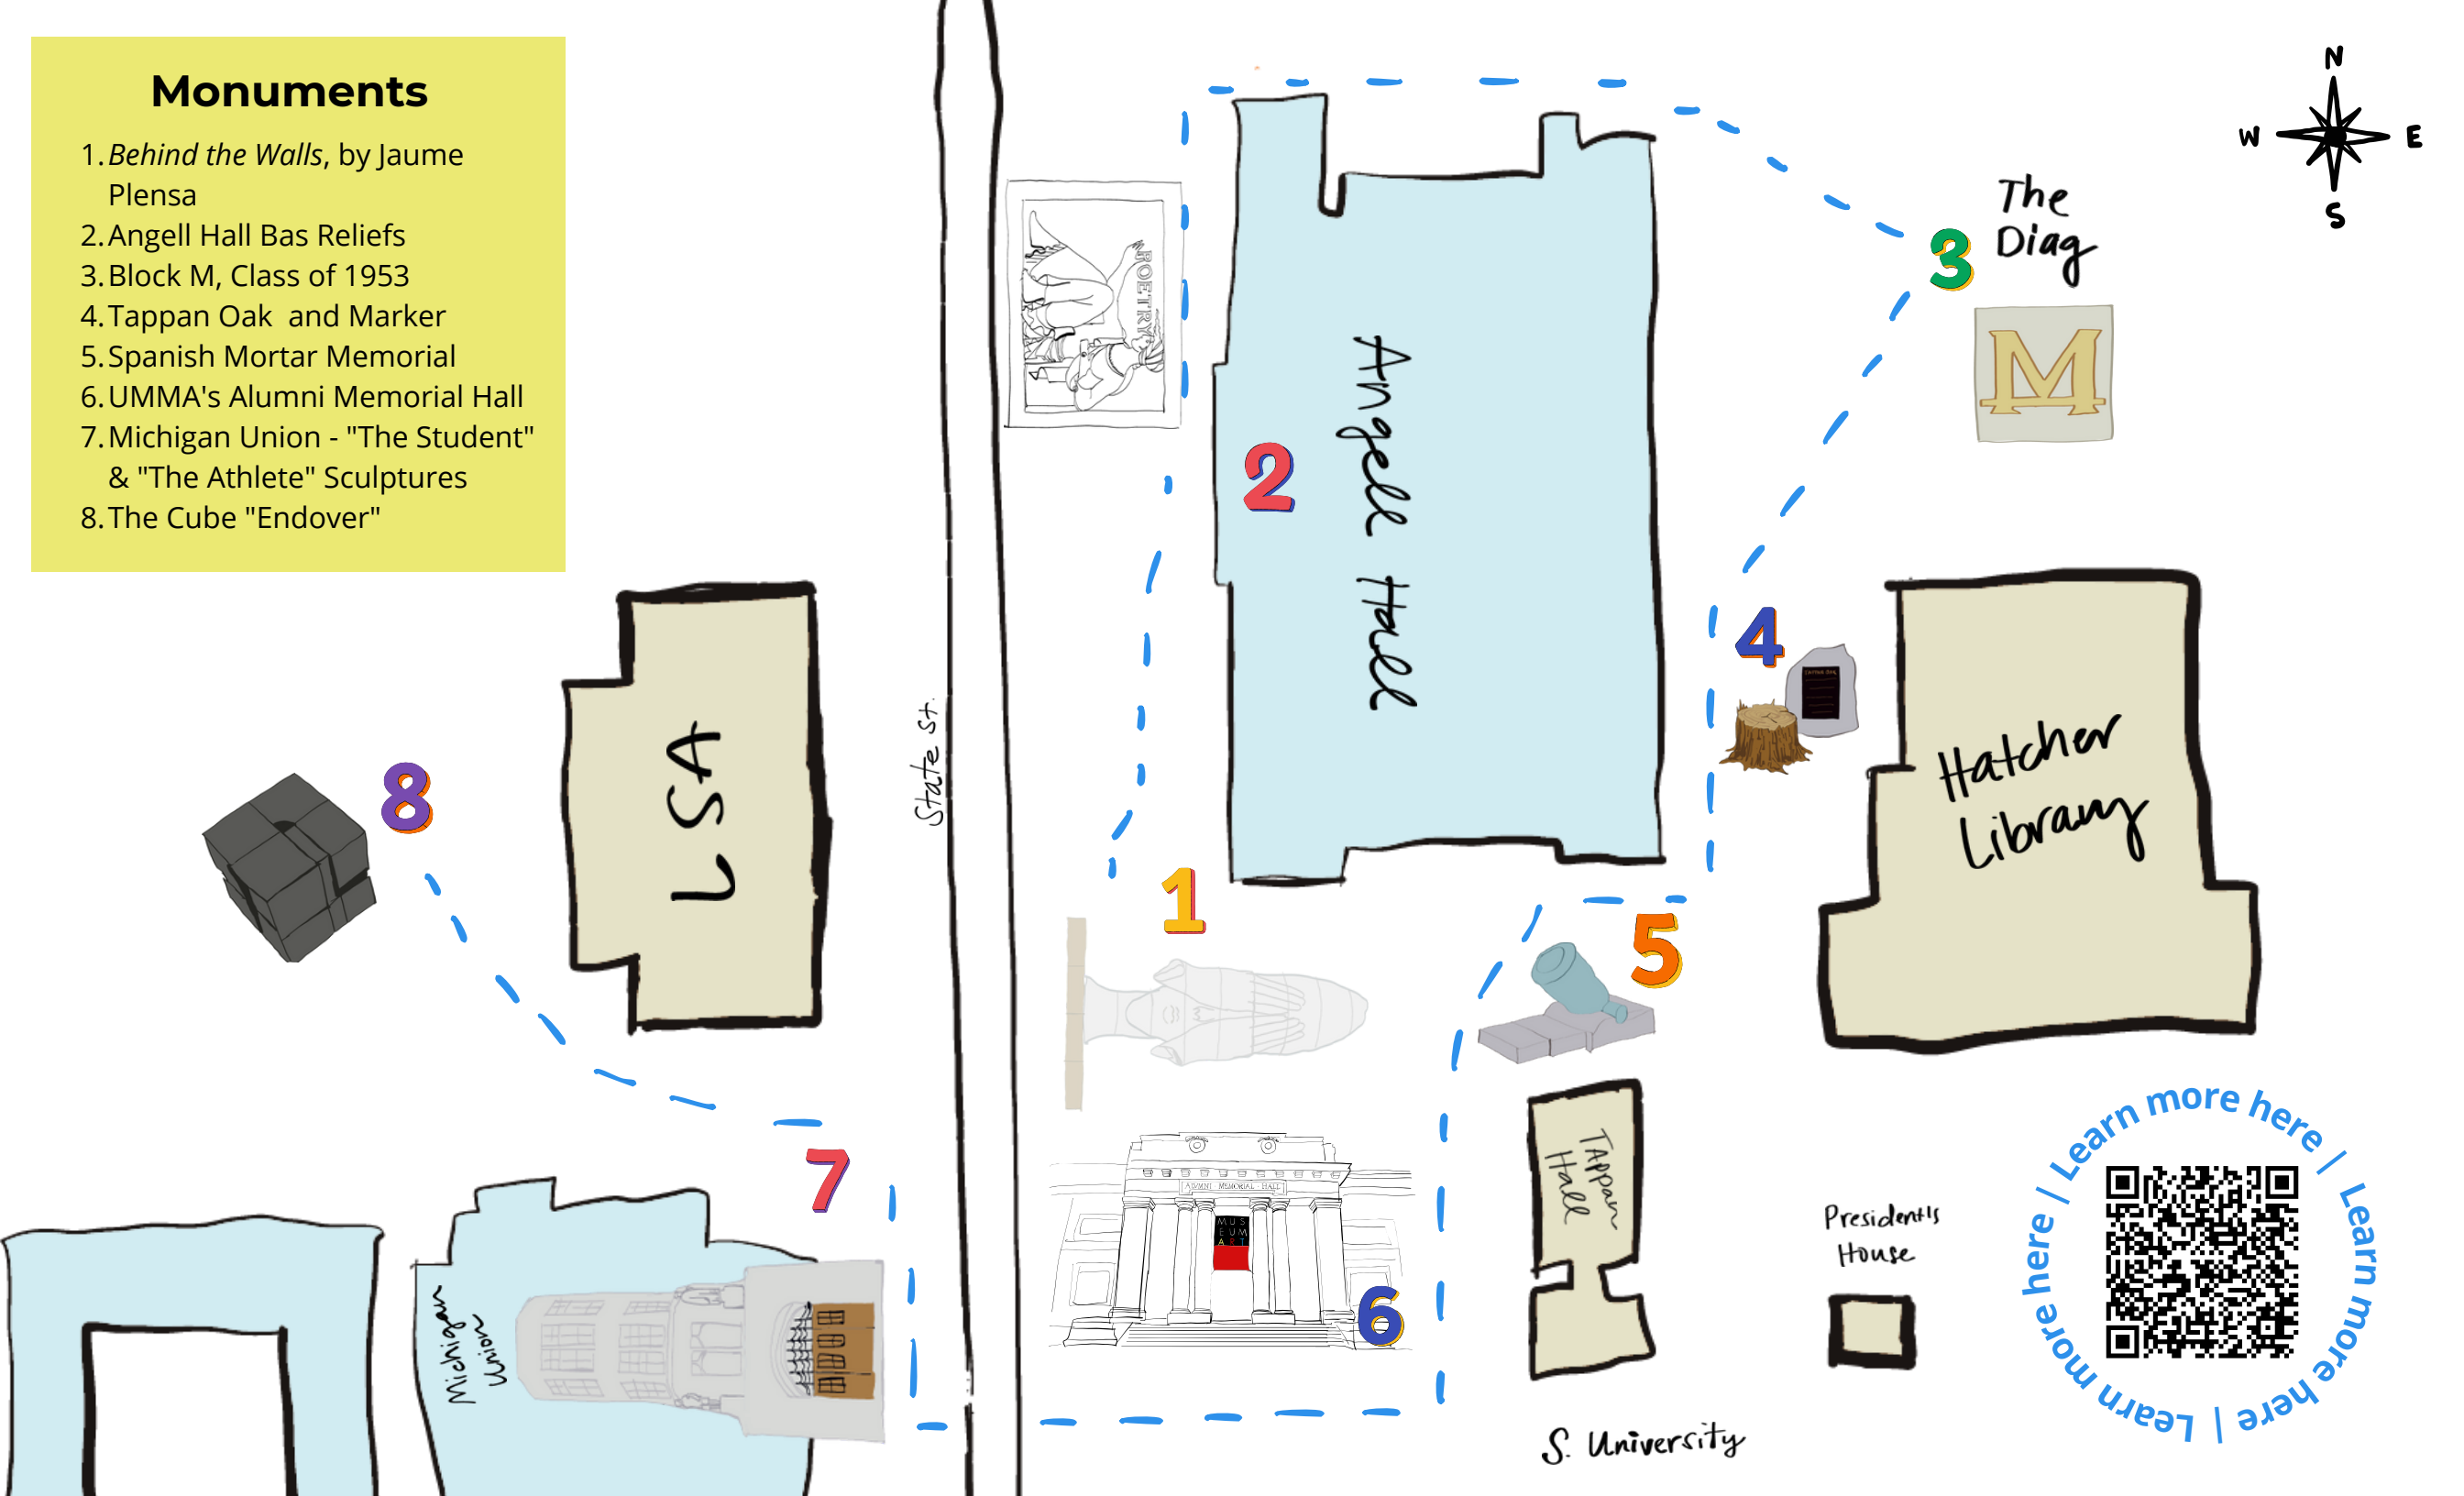 Monuments
1. Behind the Walls, by Jaume
Plensa
2. Angell Hall Bas Reliefs
3. Block M, Class of 1953
4. Tappan Oak  and Marker
5. Spanish Mortar Memorial
6. UMMA's Alumni Memorial Hall
7. Michigan Union - "The Student"
& "The Athlete" Sculptures
8. The Cube "Endover"
N
W
E
S
The
Diag
3
M
POETRY
2
Angell Hall
4
Hatcher
Library
LSA
State St.
8
1
5
7
ALUMNI · MEMORIAL · HALL
MUS
EUM
ART
6
Tappan
Hall
President's
House
Michigan
Union
S. University
Learn more here | Learn more here | Learn more here |